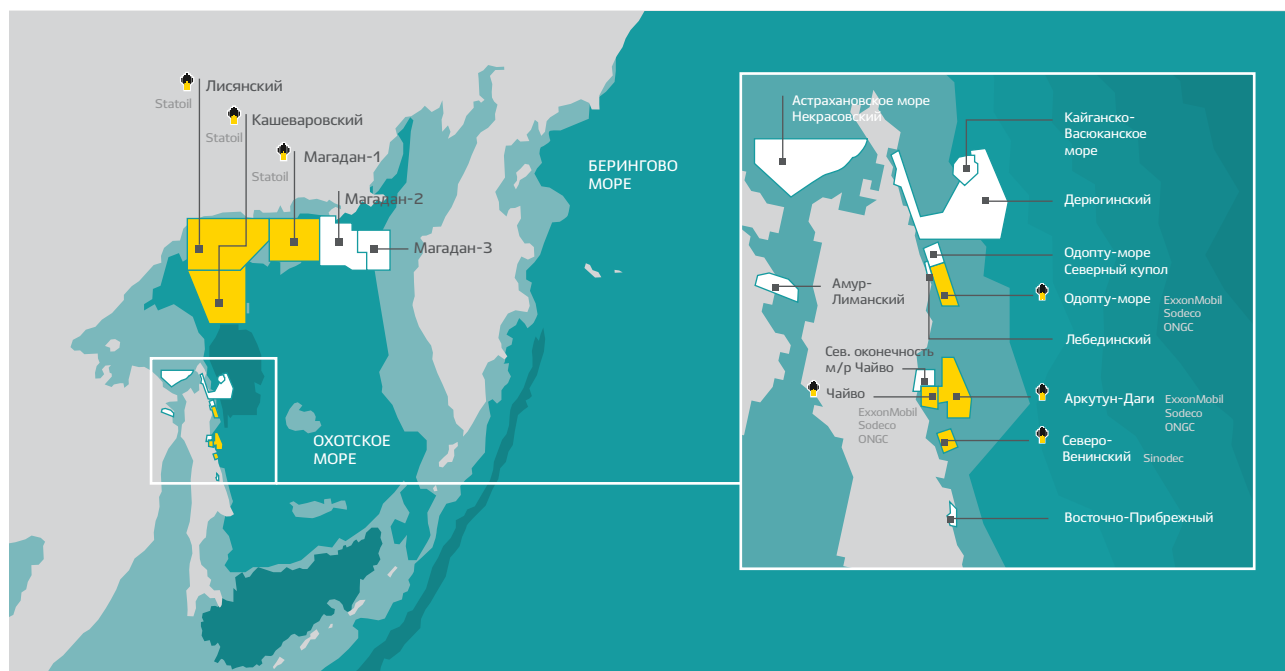 Лисянский
Statoil
Кашеваровский
Statoil
Магадан-1
Statoil
Магадан-2
Магадан-3
БЕРИНГОВО
МОРЕ
ОХОТСКОЕ
МОРЕ
Астрахановское море
Некрасовский
Кайганско-
Васюканское
море
Дерюгинский
Одопту-море
Северный купол
Амур-
Лиманский
Одопту-море
ExxonMobil
Sodeco
ONGC
Лебединский
Сев. оконечность
м/р Чайво
Чайво
ExxonMobil
Sodeco
ONGC
Аркутун-Даги
ExxonMobil
Sodeco
ONGC
Северо-
Венинский
Sinodec
Восточно-Прибрежный